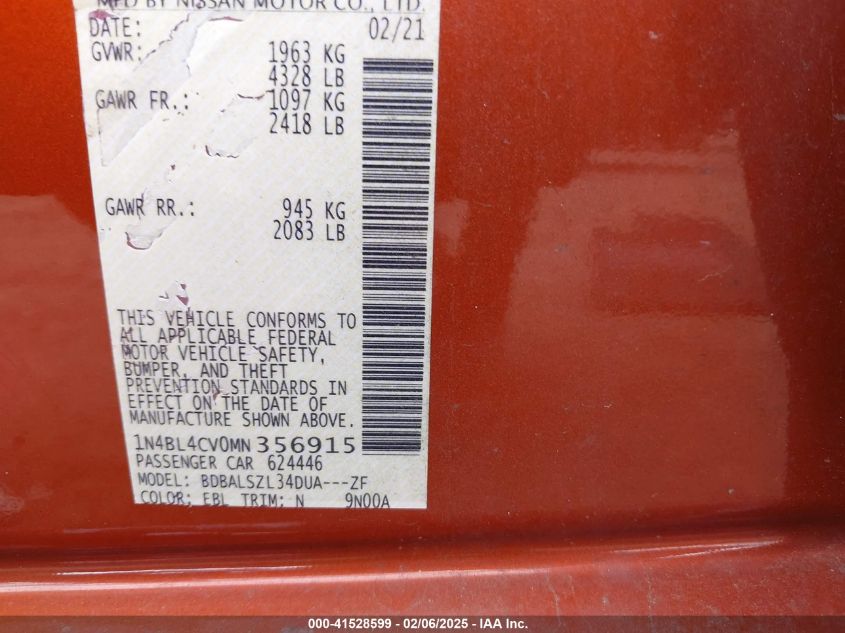 MFD BY NISSAN MOTOR CO., LTD.
DATE: 02/21
GVWR: 1963 KG
4328 LB
GAWR FR.: 1097 KG
2418 LB
GAWR RR.: 945 KG
2083 LB
THIS VEHICLE CONFORMS TO
ALL APPLICABLE FEDERAL
MOTOR VEHICLE SAFETY,
BUMPER, AND THEFT
PREVENTION STANDARDS IN
EFFECT ON THE DATE OF
MANUFACTURE SHOWN ABOVE.
1N4BL4CV0MN356915
PASSENGER CAR 624446
MODEL: BDBALSZL34DUA---ZF
COLOR; EBL TRIM; N 9N00A
000-41528599 - 02/06/2025 - IAA Inc.